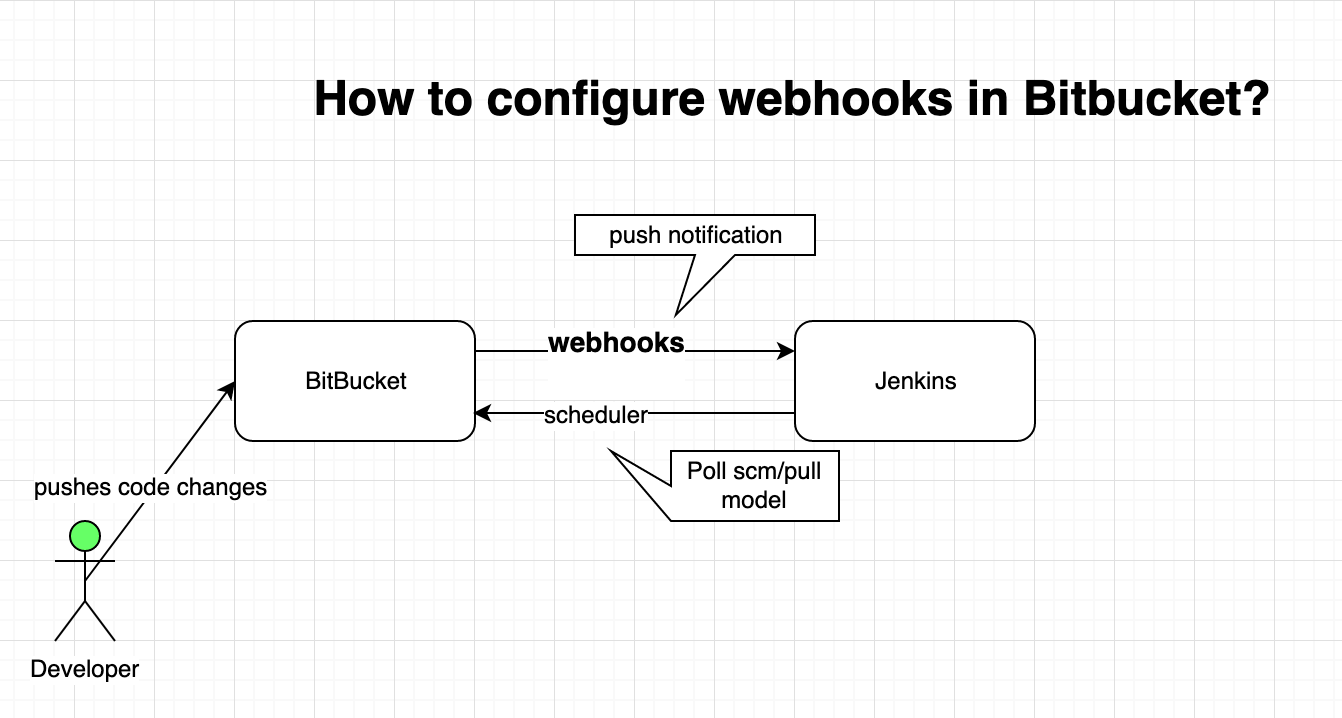 How to configure webhooks in Bitbucket?
push notification
webhooks
BitBucket
Jenkins
scheduler
Poll scm/pull
model
pushes code changes
Developer